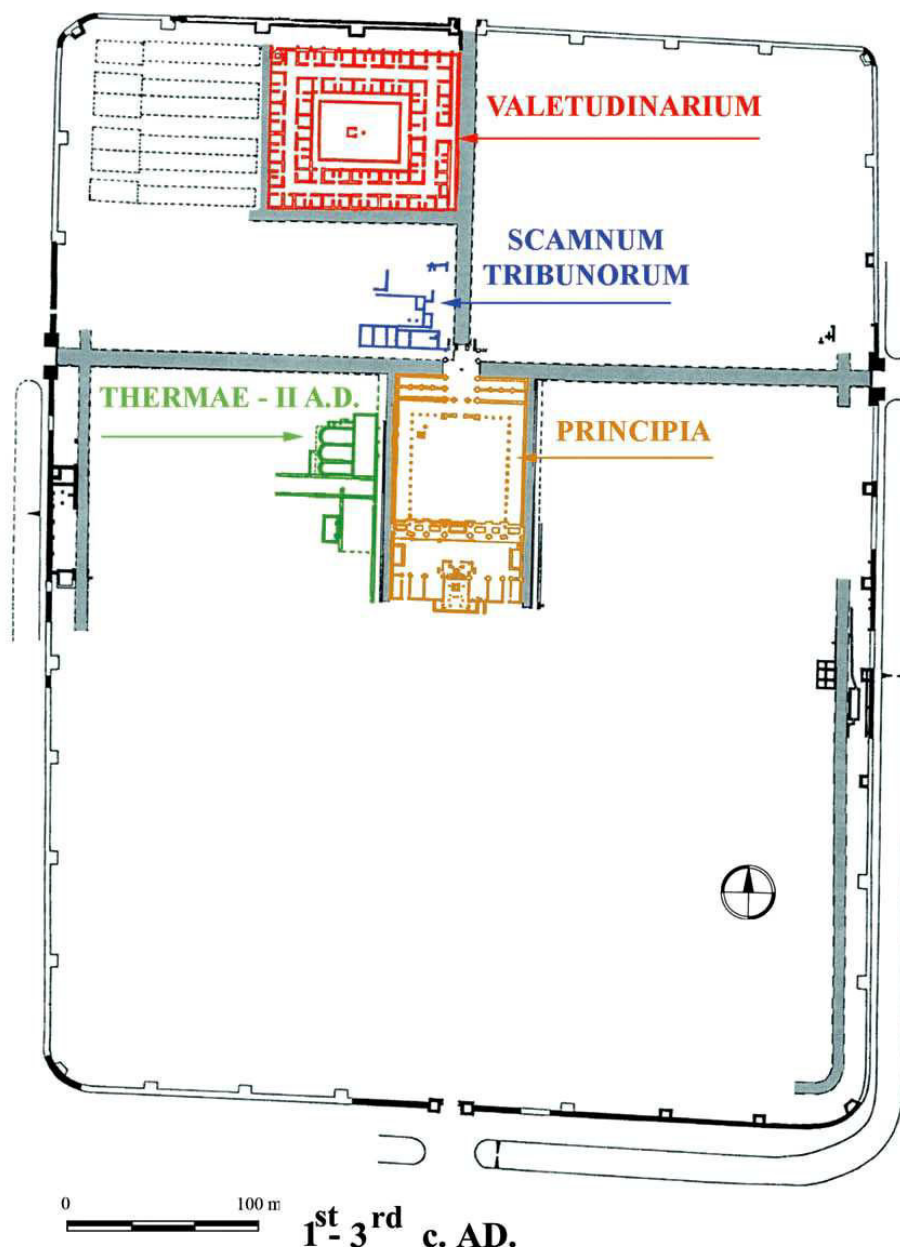 VALETUDINARIUM
SCAMNUM
TRIBUNORUM
THERMAE - II A.D.
PRINCIPIA
0 100 m
1st - 3rd c. AD.